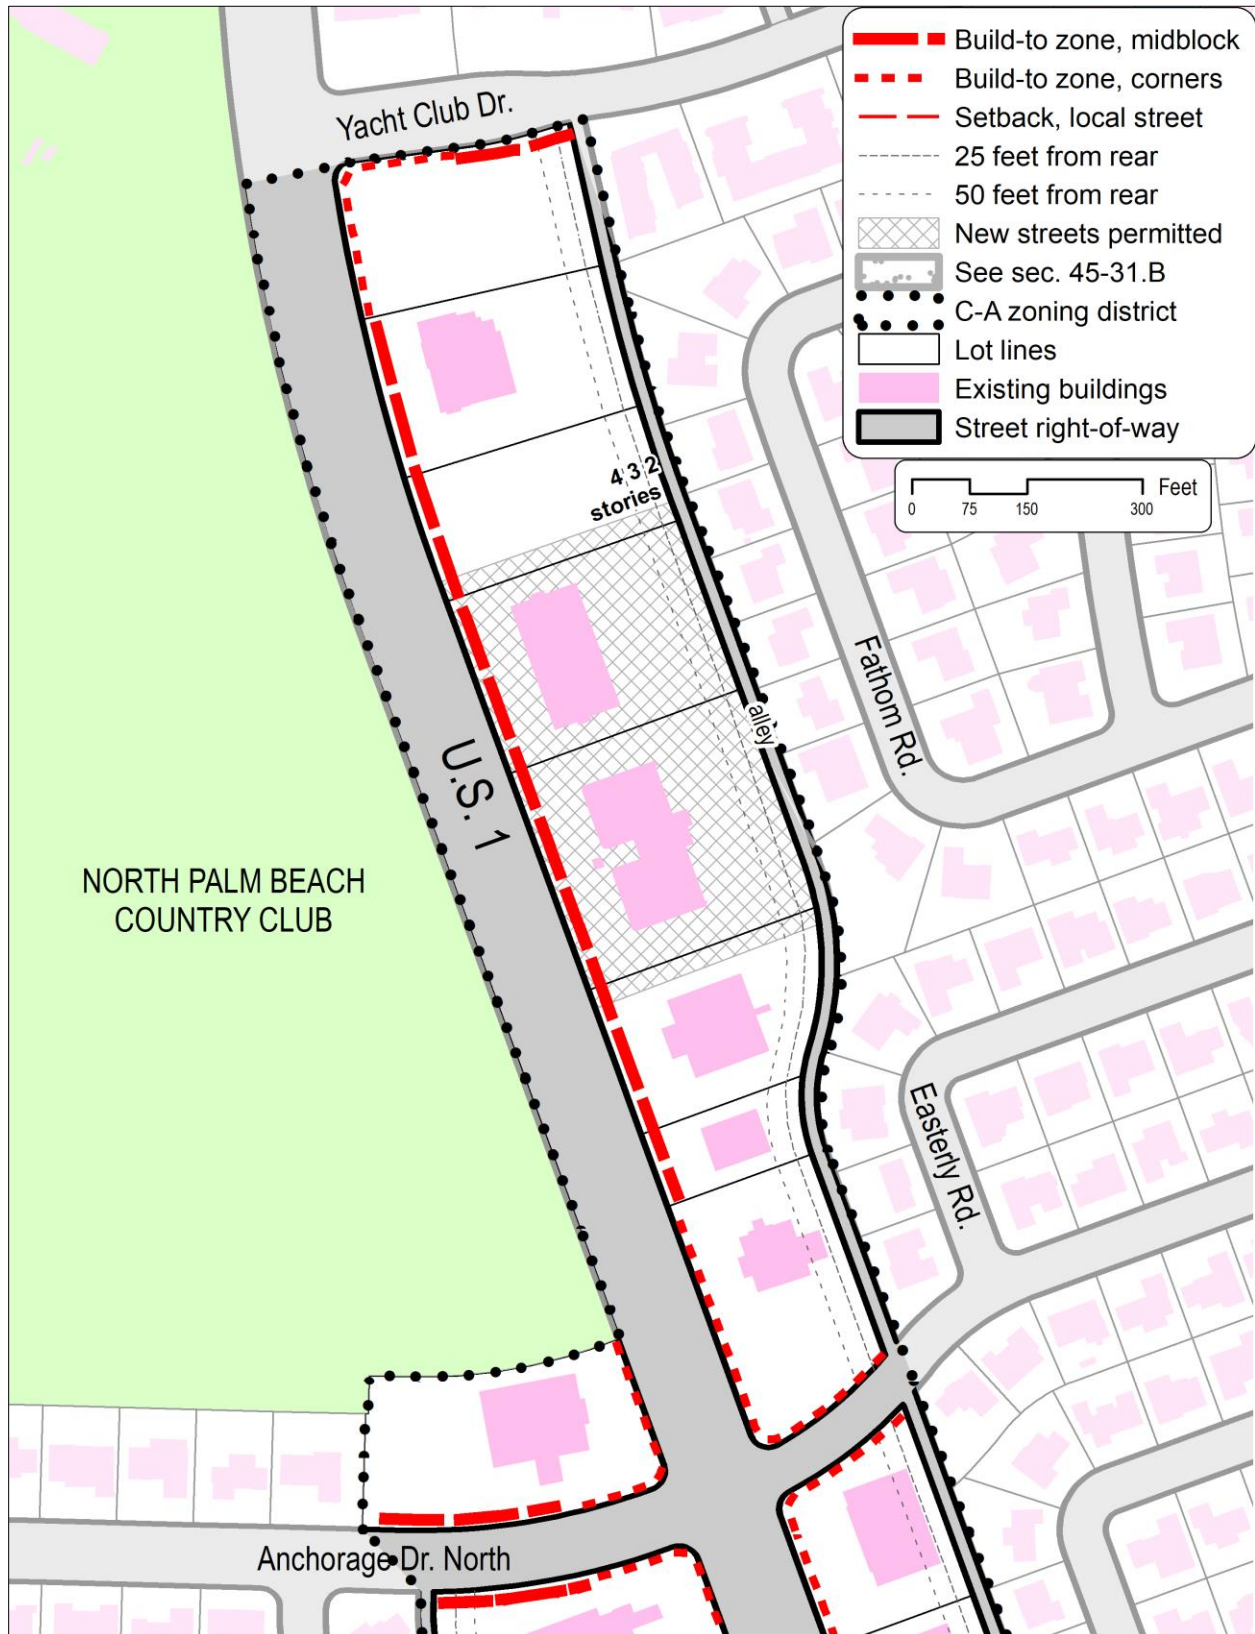 Build-to zone, midblock
Build-to zone, corners
Setback, local street
25 feet from rear
50 feet from rear
New streets permitted
See sec. 45-31.B
C-A zoning district
Lot lines
Existing buildings
Street right-of-way
0 75 150 300 Feet
Yacht Club Dr.
4 3 2
stories
Fathom Rd.
alley
U.S. 1
NORTH PALM BEACH
COUNTRY CLUB
Easterly Rd.
Anchorage Dr. North